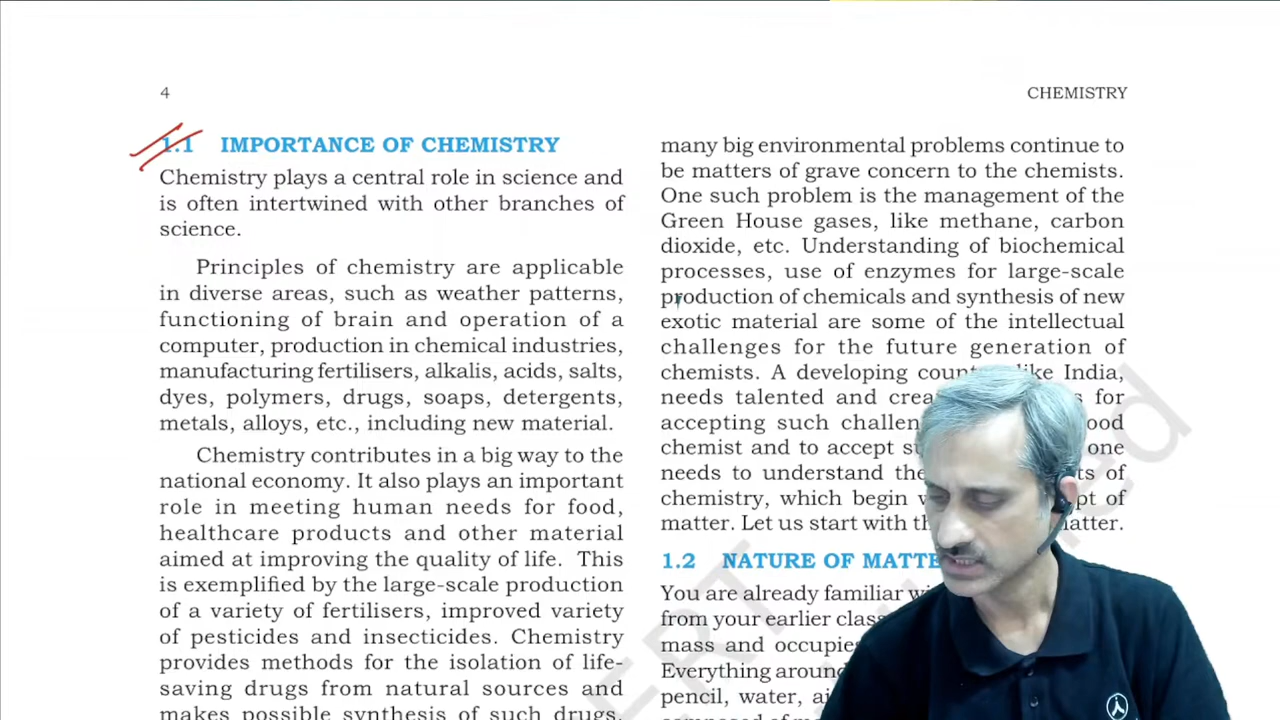 4
CHEMISTRY
1.1 IMPORTANCE OF CHEMISTRY
Chemistry plays a central role in science and
is often intertwined with other branches of
science.
Principles of chemistry are applicable
in diverse areas, such as weather patterns,
functioning of brain and operation of a
computer, production in chemical industries,
manufacturing fertilisers, alkalis, acids, salts,
dyes, polymers, drugs, soaps, detergents,
metals, alloys, etc., including new material.
Chemistry contributes in a big way to the
national economy. It also plays an important
role in meeting human needs for food,
healthcare products and other material
aimed at improving the quality of life. This
is exemplified by the large-scale production
of a variety of fertilisers, improved variety
of pesticides and insecticides. Chemistry
provides methods for the isolation of life-
saving drugs from natural sources and
makes possible synthesis of such drugs.
many big environmental problems continue to
be matters of grave concern to the chemists.
One such problem is the management of the
Green House gases, like methane, carbon
dioxide, etc. Understanding of biochemical
processes, use of enzymes for large-scale
production of chemicals and synthesis of new
exotic material are some of the intellectual
challenges for the future generation of
chemists. A developing like India,
needs talented and for
accepting such
chemist and to accept one
needs to understand the of
chemistry, which begin of
matter. Let us start with matter.
1.2 NATURE OF
You are already familiar
from your earlier
mass and
Everything
pencil, water,